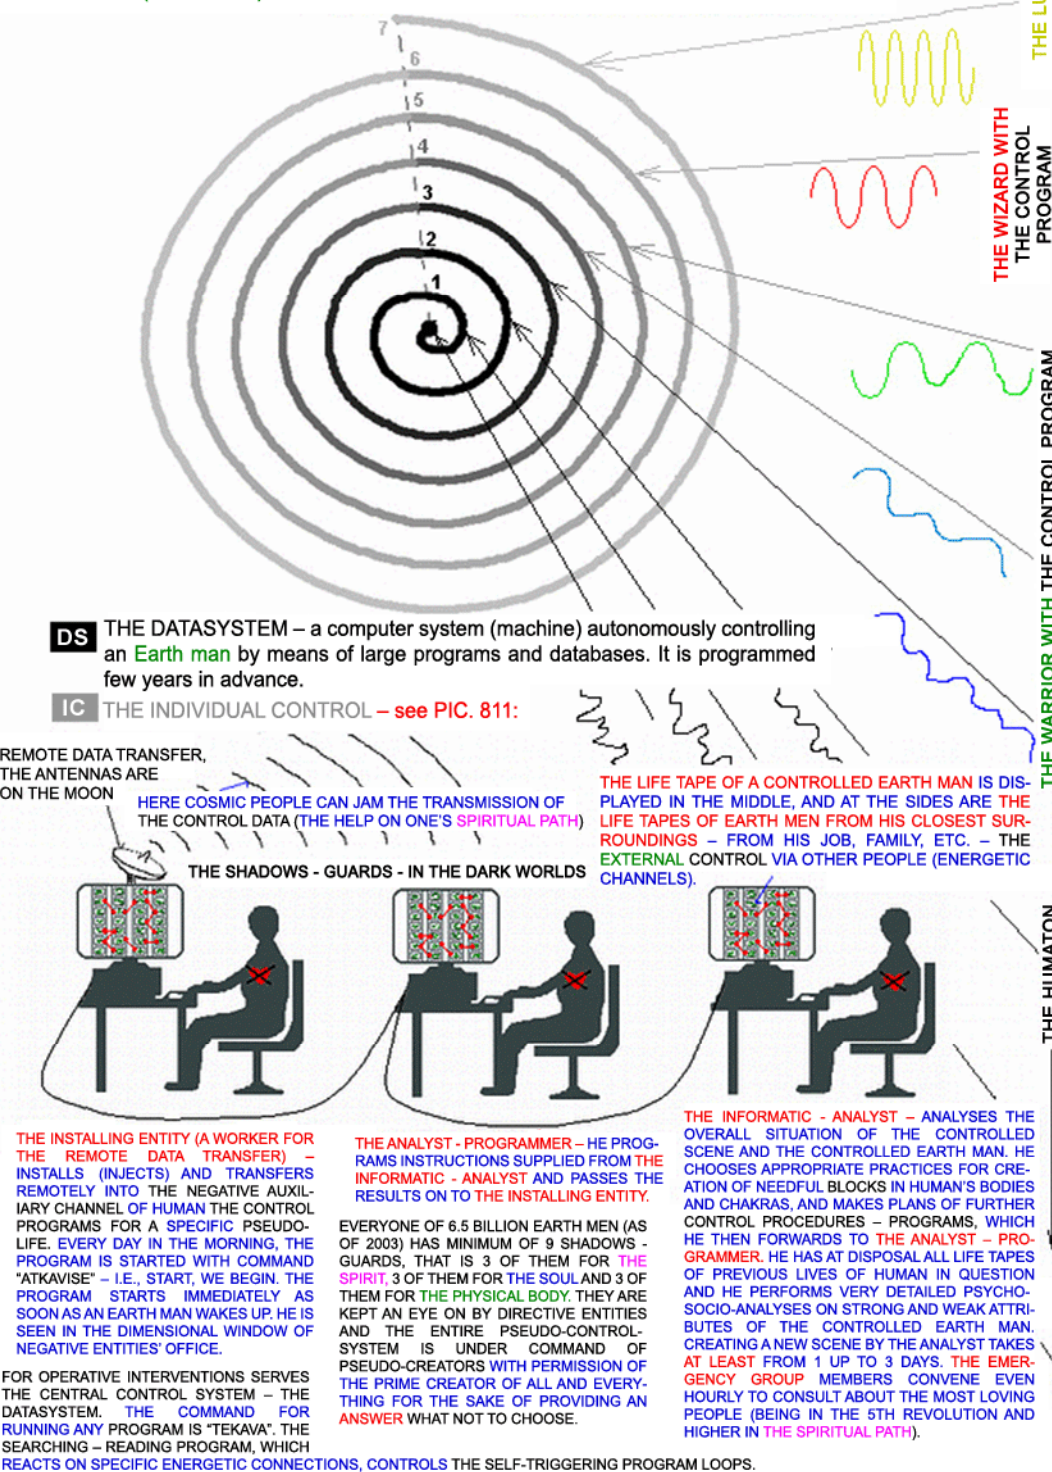 7
6
5
4
3
2
1
THE WIZARD WITH
THE CONTROL
PROGRAM
THE WARRIOR WITH THE CONTROL PROGRAM
DS THE DATASYSTEM – a computer system (machine) autonomously controlling
an Earth man by means of large programs and databases. It is programmed
few years in advance.
IC THE INDIVIDUAL CONTROL – see PIC. 811:
REMOTE DATA TRANSFER,
THE ANTENNAS ARE
ON THE MOON
HERE COSMIC PEOPLE CAN JAM THE TRANSMISSION OF
THE CONTROL DATA (THE HELP ON ONE'S SPIRITUAL PATH)
THE SHADOWS - GUARDS - IN THE DARK WORLDS
THE LIFE TAPE OF A CONTROLLED EARTH MAN IS DIS-
PLAYED IN THE MIDDLE, AND AT THE SIDES ARE THE
LIFE TAPES OF EARTH MEN FROM HIS CLOSEST SUR-
ROUNDINGS – FROM HIS JOB, FAMILY, ETC. – THE
EXTERNAL CONTROL VIA OTHER PEOPLE (ENERGETIC
CHANNELS).
THE HUMATON
THE INSTALLING ENTITY (A WORKER FOR
THE REMOTE DATA TRANSFER) –
INSTALLS (INJECTS) AND TRANSFERS
REMOTELY INTO THE NEGATIVE AUXIL-
IARY CHANNEL OF HUMAN THE CONTROL
PROGRAMS FOR A SPECIFIC PSEUDO-
LIFE. EVERY DAY IN THE MORNING, THE
PROGRAM IS STARTED WITH COMMAND
"ATKAVISE" – I.E., START, WE BEGIN. THE
PROGRAM STARTS IMMEDIATELY AS
SOON AS AN EARTH MAN WAKES UP. HE IS
SEEN IN THE DIMENSIONAL WINDOW OF
NEGATIVE ENTITIES' OFFICE.
FOR OPERATIVE INTERVENTIONS SERVES
THE CENTRAL CONTROL SYSTEM – THE
DATASYSTEM. THE COMMAND FOR
RUNNING ANY PROGRAM IS "TEKAVA". THE
SEARCHING – READING PROGRAM, WHICH
REACTS ON SPECIFIC ENERGETIC CONNECTIONS, CONTROLS THE SELF-TRIGGERING PROGRAM LOOPS.
THE ANALYST - PROGRAMMER – HE PROG-
RAMS INSTRUCTIONS SUPPLIED FROM THE
INFORMATIC - ANALYST AND PASSES THE
RESULTS ON TO THE INSTALLING ENTITY.
EVERYONE OF 6.5 BILLION EARTH MEN (AS
OF 2003) HAS MINIMUM OF 9 SHADOWS -
GUARDS, THAT IS 3 OF THEM FOR THE
SPIRIT, 3 OF THEM FOR THE SOUL AND 3 OF
THEM FOR THE PHYSICAL BODY. THEY ARE
KEPT AN EYE ON BY DIRECTIVE ENTITIES
AND THE ENTIRE PSEUDO-CONTROL-
SYSTEM IS UNDER COMMAND OF
PSEUDO-CREATORS WITH PERMISSION OF
THE PRIME CREATOR OF ALL AND EVERY-
THING FOR THE SAKE OF PROVIDING AN
ANSWER WHAT NOT TO CHOOSE.
THE INFORMATIC - ANALYST – ANALYSES THE
OVERALL SITUATION OF THE CONTROLLED
SCENE AND THE CONTROLLED EARTH MAN. HE
CHOOSES APPROPRIATE PRACTICES FOR CRE-
ATION OF NEEDFUL BLOCKS IN HUMAN'S BODIES
AND CHAKRAS, AND MAKES PLANS OF FURTHER
CONTROL PROCEDURES – PROGRAMS, WHICH
HE THEN FORWARDS TO THE ANALYST – PRO-
GRAMMER. HE HAS AT DISPOSAL ALL LIFE TAPES
OF PREVIOUS LIVES OF HUMAN IN QUESTION
AND HE PERFORMS VERY DETAILED PSYCHO-
SOCIO-ANALYSES ON STRONG AND WEAK ATTRI-
BUTES OF THE CONTROLLED EARTH MAN.
CREATING A NEW SCENE BY THE ANALYST TAKES
AT LEAST FROM 1 UP TO 3 DAYS. THE EMER-
GENCY GROUP MEMBERS CONVENE EVEN
HOURLY TO CONSULT ABOUT THE MOST LOVING
PEOPLE (BEING IN THE 5TH REVOLUTION AND
HIGHER IN THE SPIRITUAL PATH).